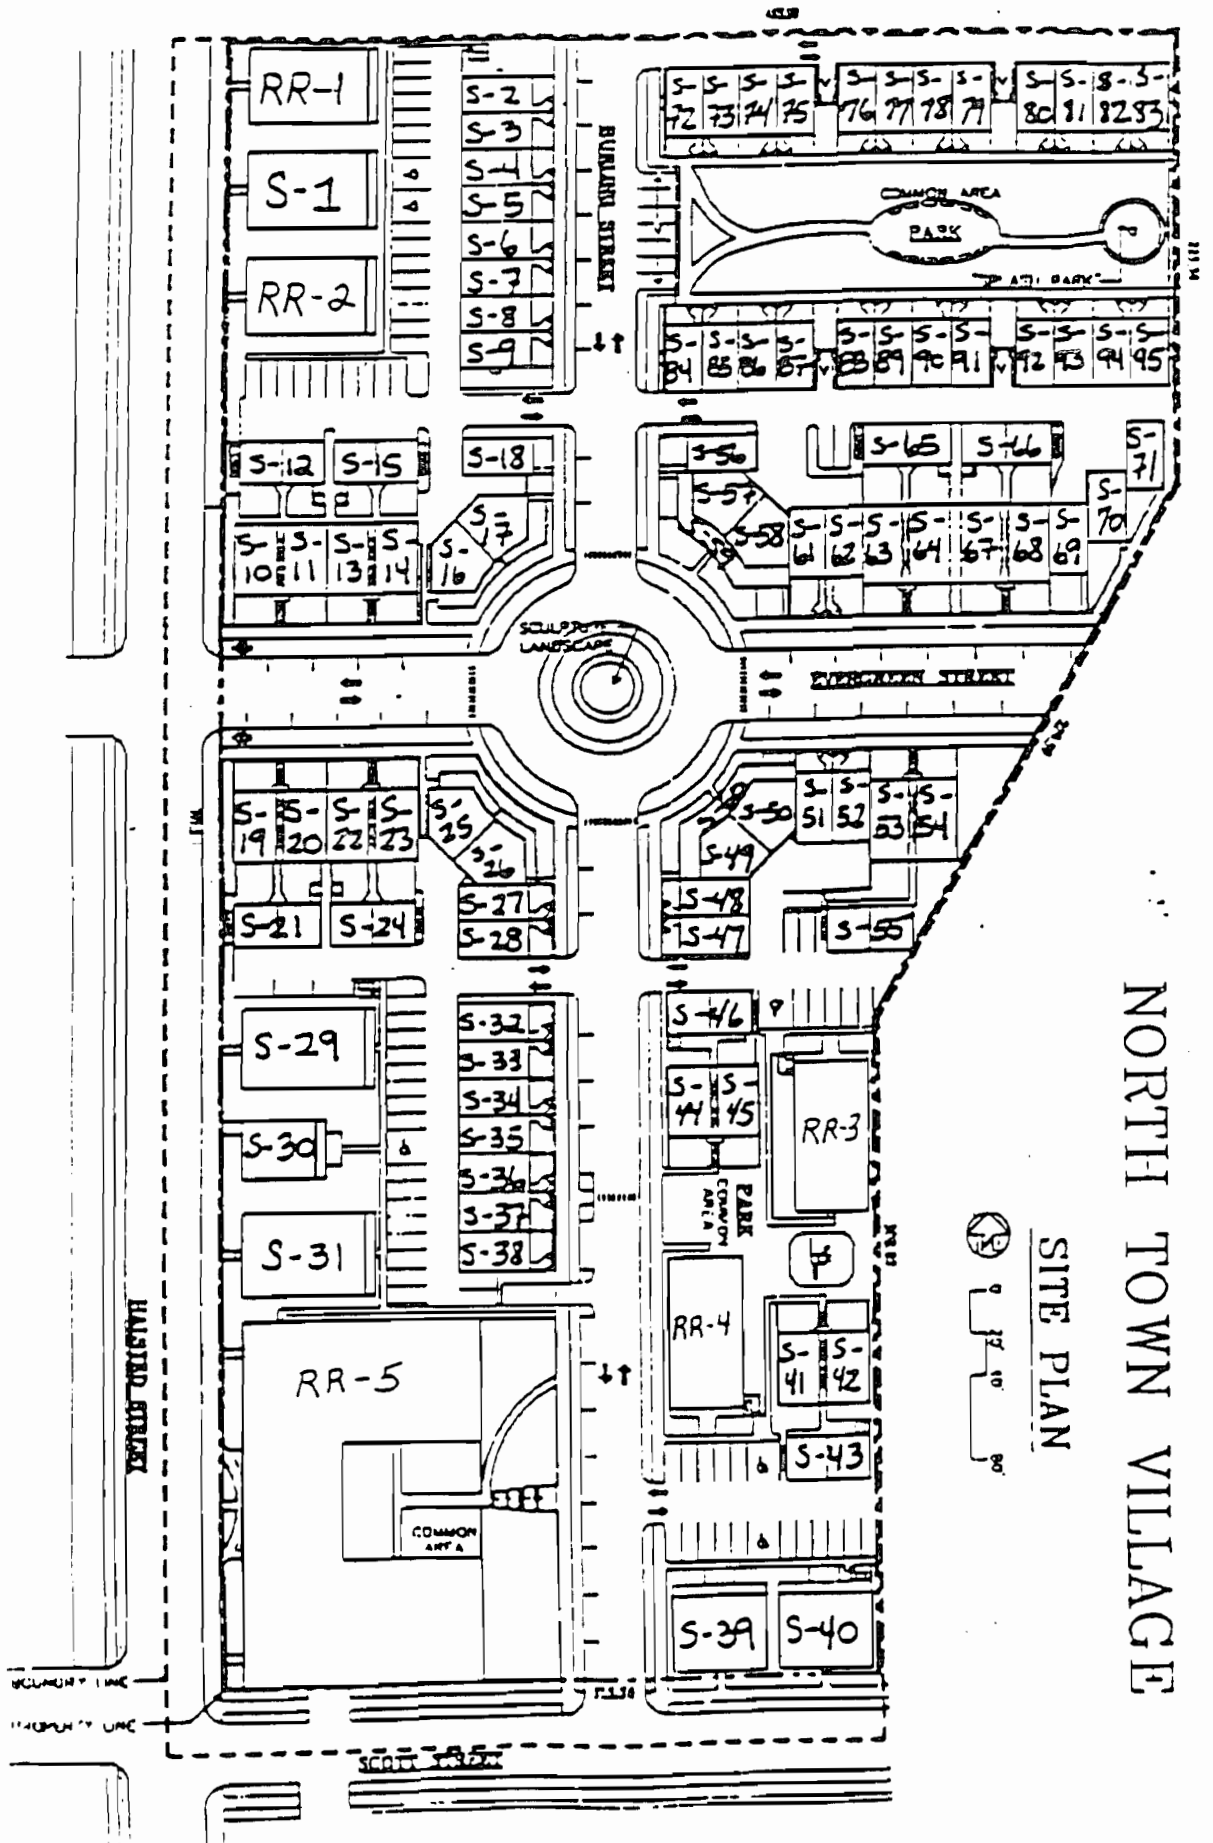 NORTH TOWN VILLAGE
SITE PLAN
RR-1
S-1
RR-2
S-2
S-3
S-4
S-5
S-6
S-7
S-8
S-9
BURLING STREET
S-72
S-73
S-74
S-75
S-76
S-77
S-78
S-79
S-80
S-81
S-82
S-83
COMMON AREA
PARK
PARK
S-84
S-85
S-86
S-87
S-88
S-89
S-90
S-91
S-92
S-93
S-94
S-95
S-12
S-15
S-18
S-17
S-16
S-10
S-11
S-13
S-14
S-56
S-57
S-58
S-65
S-66
S-71
S-70
S-61
S-62
S-63
S-64
S-67
S-68
S-69
SCULPTURE
LANDSCAPE
EVERGREEN STREET
S-19
S-20
S-22
S-23
S-25
S-26
S-27
S-28
S-21
S-24
S-50
S-49
S-48
S-47
S-51
S-52
S-53
S-54
S-55
S-29
S-30
S-31
S-32
S-33
S-34
S-35
S-36
S-37
S-38
S-46
S-44
S-45
RR-3
PARK
COMMON
AREA
RR-4
S-41
S-42
S-43
RR-5
COMMON
AREA
S-39
S-40
HALSTED STREET
BOUNDRY LINE
PROPERTY LINE
SCOTT STREET